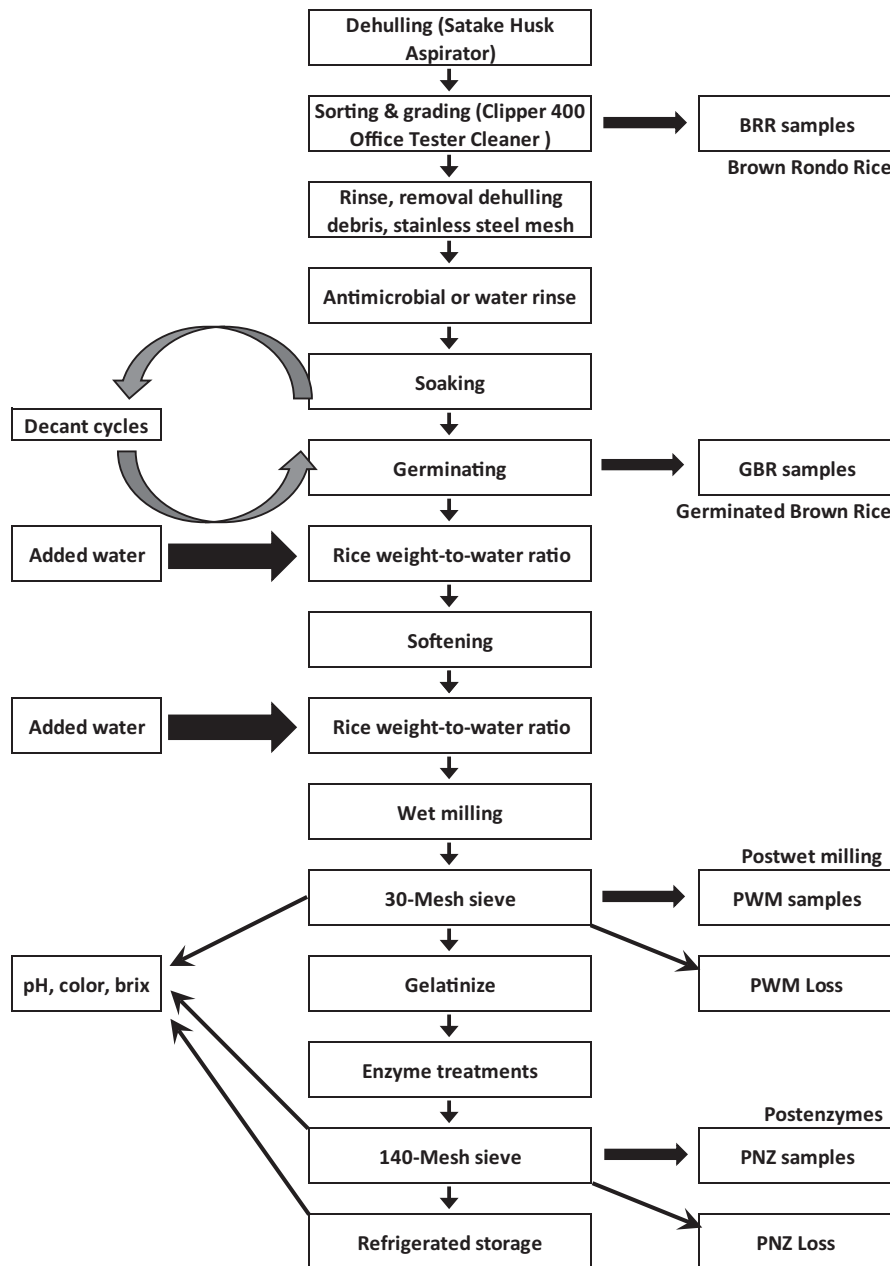 Dehulling (Satake Husk
Aspirator)
Sorting & grading (Clipper 400
Office Tester Cleaner )
BRR samples
Brown Rondo Rice
Rinse, removal dehulling
debris, stainless steel mesh
Antimicrobial or water rinse
Soaking
Decant cycles
Germinating
GBR samples
Germinated Brown Rice
Added water
Rice weight-to-water ratio
Softening
Added water
Rice weight-to-water ratio
Wet milling
Postwet milling
30-Mesh sieve
PWM samples
pH, color, brix
Gelatinize
PWM Loss
Enzyme treatments
Postenzymes
140-Mesh sieve
PNZ samples
Refrigerated storage
PNZ Loss